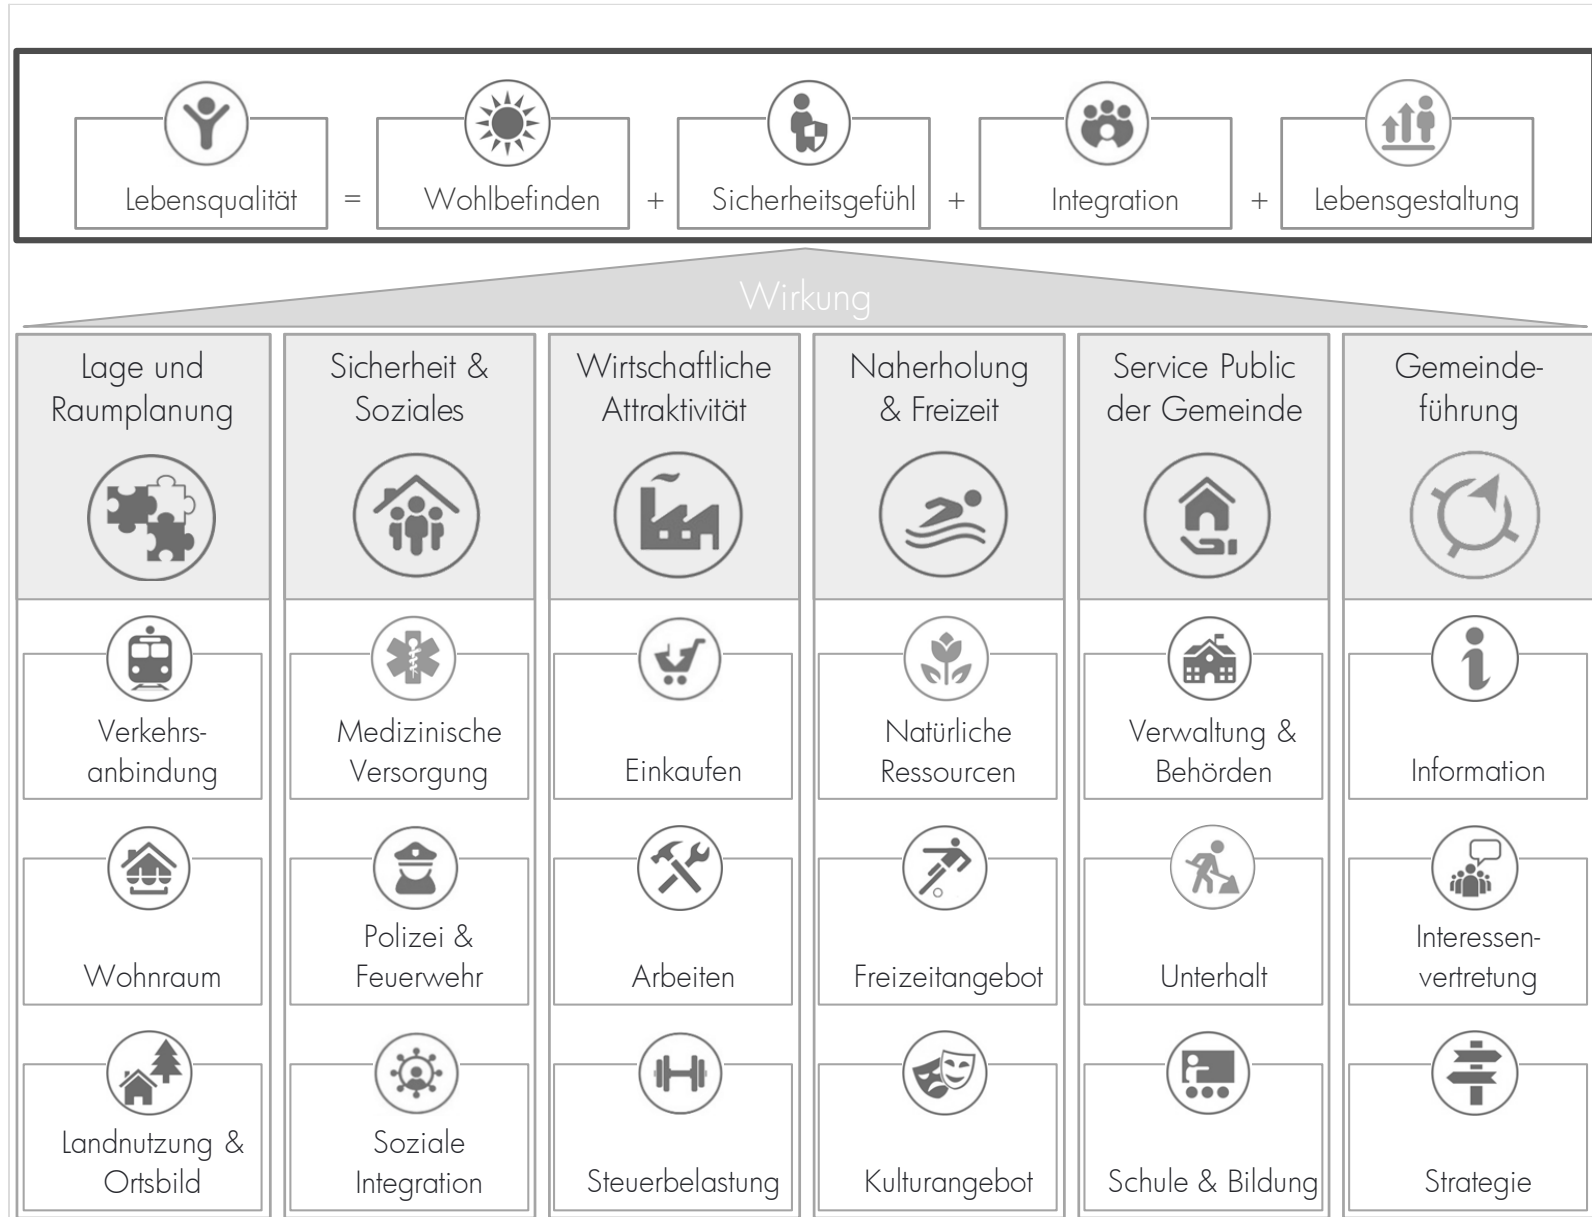 Lebensqualität = Wohlbefinden + Sicherheitsgefühl + Integration + Lebensgestaltung
Wirkung
Lage und
Raumplanung
Sicherheit &
Soziales
Wirtschaftliche
Attraktivität
Naherholung
& Freizeit
Service Public
der Gemeinde
Gemeinde-
führung
Verkehrs-
anbindung
Medizinische
Versorgung
Einkaufen
Natürliche
Ressourcen
Verwaltung &
Behörden
Information
Wohnraum
Polizei &
Feuerwehr
Arbeiten
Freizeitangebot
Unterhalt
Interessen-
vertretung
Landnutzung &
Ortsbild
Soziale
Integration
Steuerbelastung
Kulturangebot
Schule & Bildung
Strategie